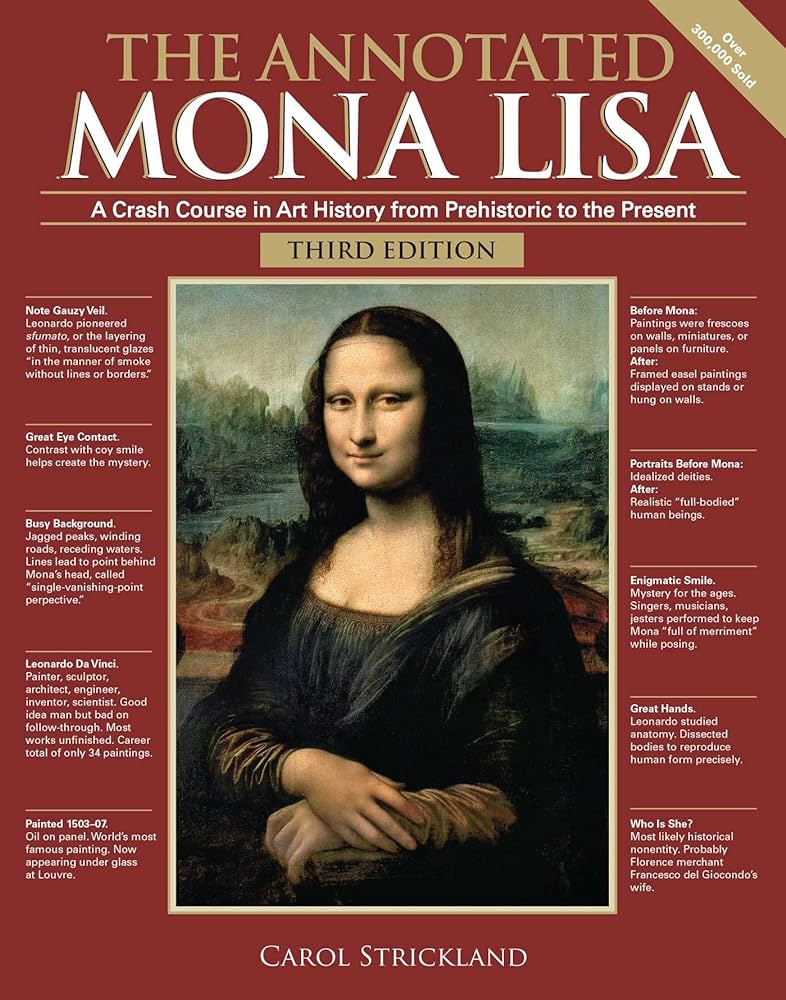 Over
300,000 Sold
THE ANNOTATED
MONA LISA
A Crash Course in Art History from Prehistoric to the Present
THIRD EDITION
Note Gauzy Veil.
Leonardo pioneered
sfumato, or the layering
of thin, translucent glazes
“in the manner of smoke
without lines or borders.”
Great Eye Contact.
Contrast with coy smile
helps create the mystery.
Busy Background.
Jagged peaks, winding
roads, receding waters.
Lines lead to point behind
Mona’s head, called
“single-vanishing-point
perpective.”
Leonardo Da Vinci.
Painter, sculptor,
architect, engineer,
inventor, scientist. Good
idea man but bad on
follow-through. Most
works unfinished. Career
total of only 34 paintings.
Painted 1503–07.
Oil on panel. World’s most
famous painting. Now
appearing under glass
at Louvre.
Before Mona:
Paintings were frescoes
on walls, miniatures, or
panels on furniture.
After:
Framed easel paintings
displayed on stands or
hung on walls.
Portraits Before Mona:
Idealized deities.
After:
Realistic “full-bodied”
human beings.
Enigmatic Smile.
Mystery for the ages.
Singers, musicians,
jesters performed to keep
Mona “full of merriment”
while posing.
Great Hands.
Leonardo studied
anatomy. Dissected
bodies to reproduce
human form precisely.
Who Is She?
Most likely historical
nonentity. Probably
Florence merchant
Francesco del Giocondo’s
wife.
CAROL STRICKLAND